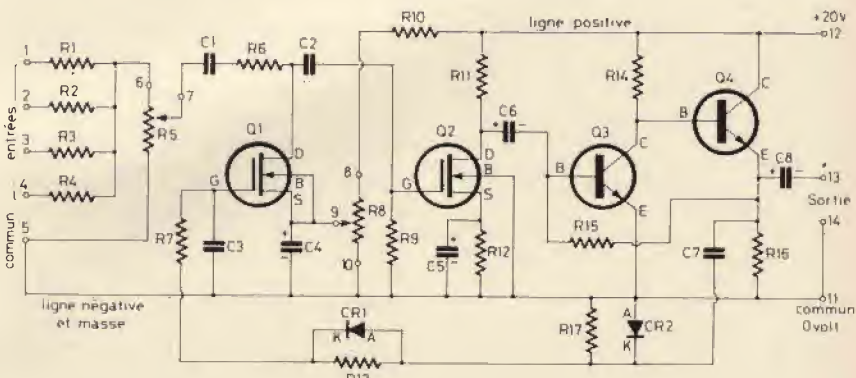 R10
ligne positive
+20V
12
1
R1
C1
R6
C2
R11
R14
Q4
C
6
7
2
R2
C6
+
-
B
E
entrées
3
R3
R5
Q1
Q2
Q3
C
C8
+
-
13
4
R4
D
B
S
G
8
9
R8
D
B
S
G
B
E
Sortie
14
commun
5
R7
C3
+
C4
-
10
R9
+
C5
-
R12
R15
C7
R16
ligne négative
et masse
11
commun
0volt
CR1
K
A
R17
A
CR2
K